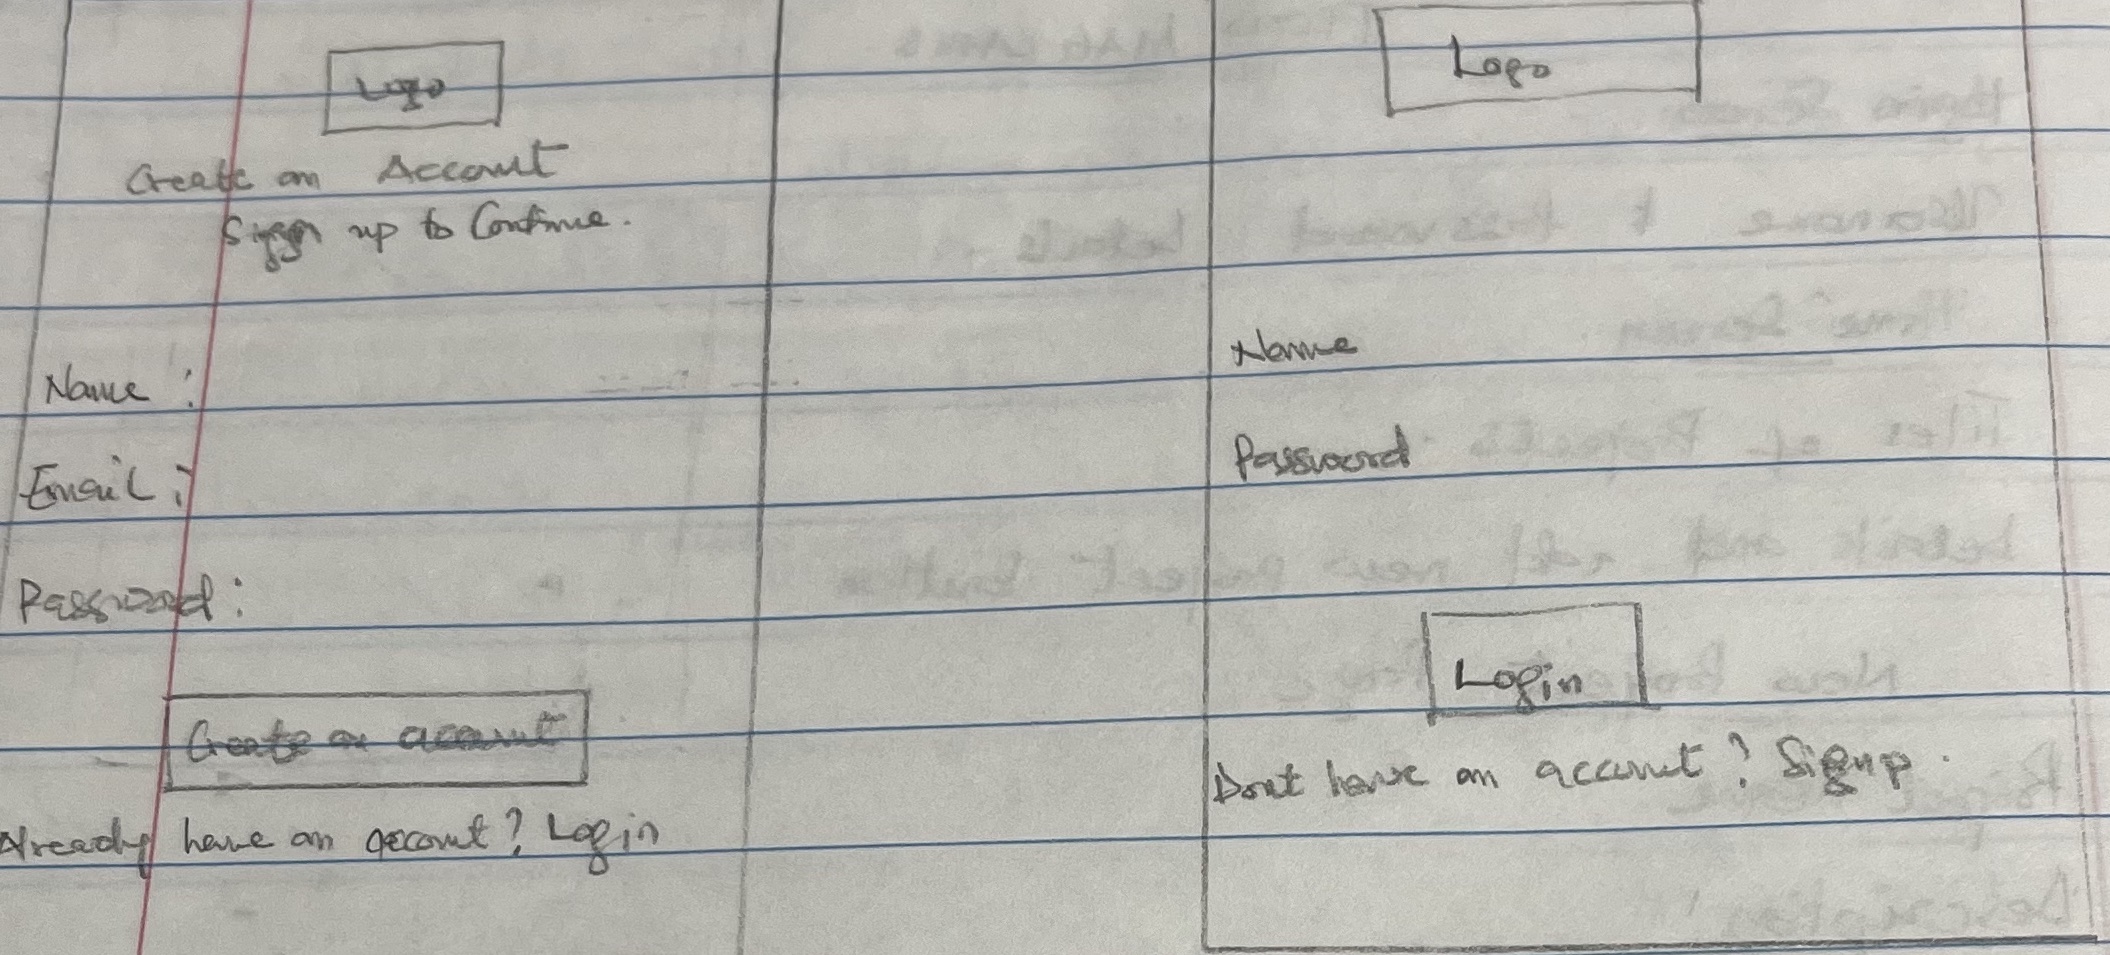 Logo
Create an Account
Sign up to Continue.
Name :
Email :
Password :
Create an account
Already have an account? Login
Logo
Name
Password
Login
Dont have an account? Signup.